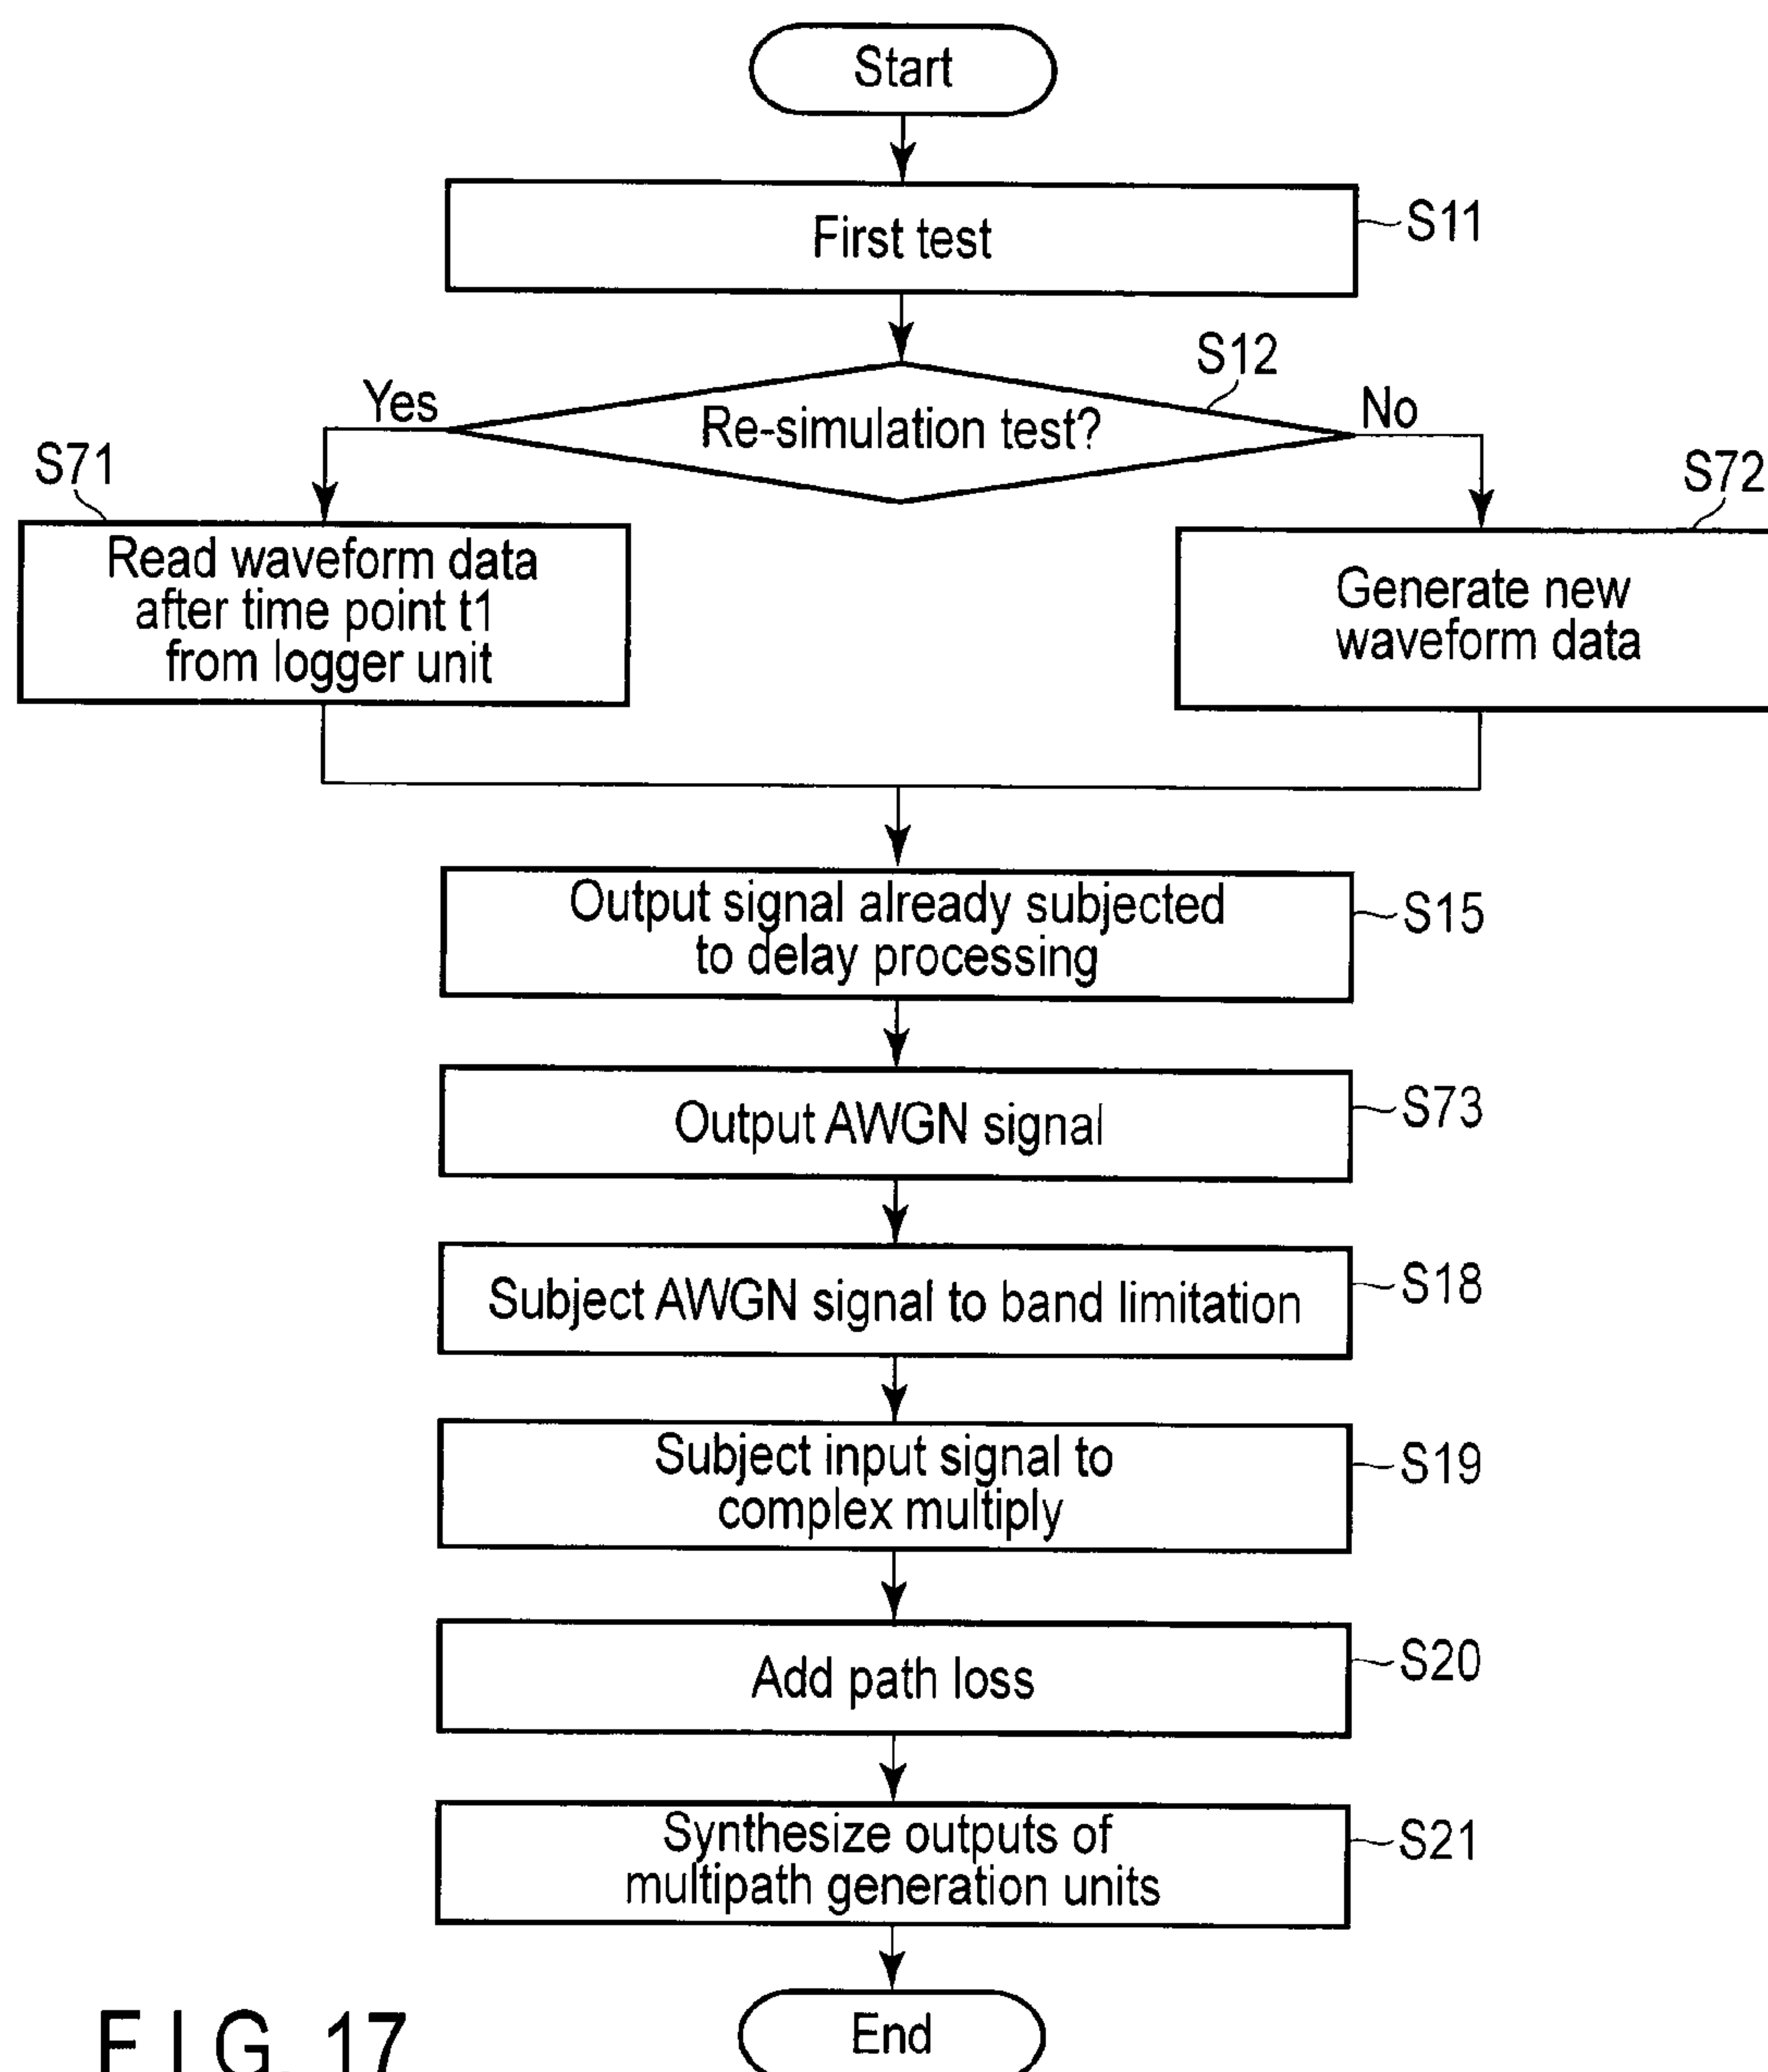 Start
First test
S11
S12
Yes
Re-simulation test?
No
S71
S72
Read waveform data
after time point t1
from logger unit
Generate new
waveform data
Output signal already subjected
to delay processing
S15
Output AWGN signal
S73
Subject AWGN signal to band limitation
S18
Subject input signal to
complex multiply
S19
Add path loss
S20
Synthesize outputs of
multipath generation units
S21
End
FIG. 17